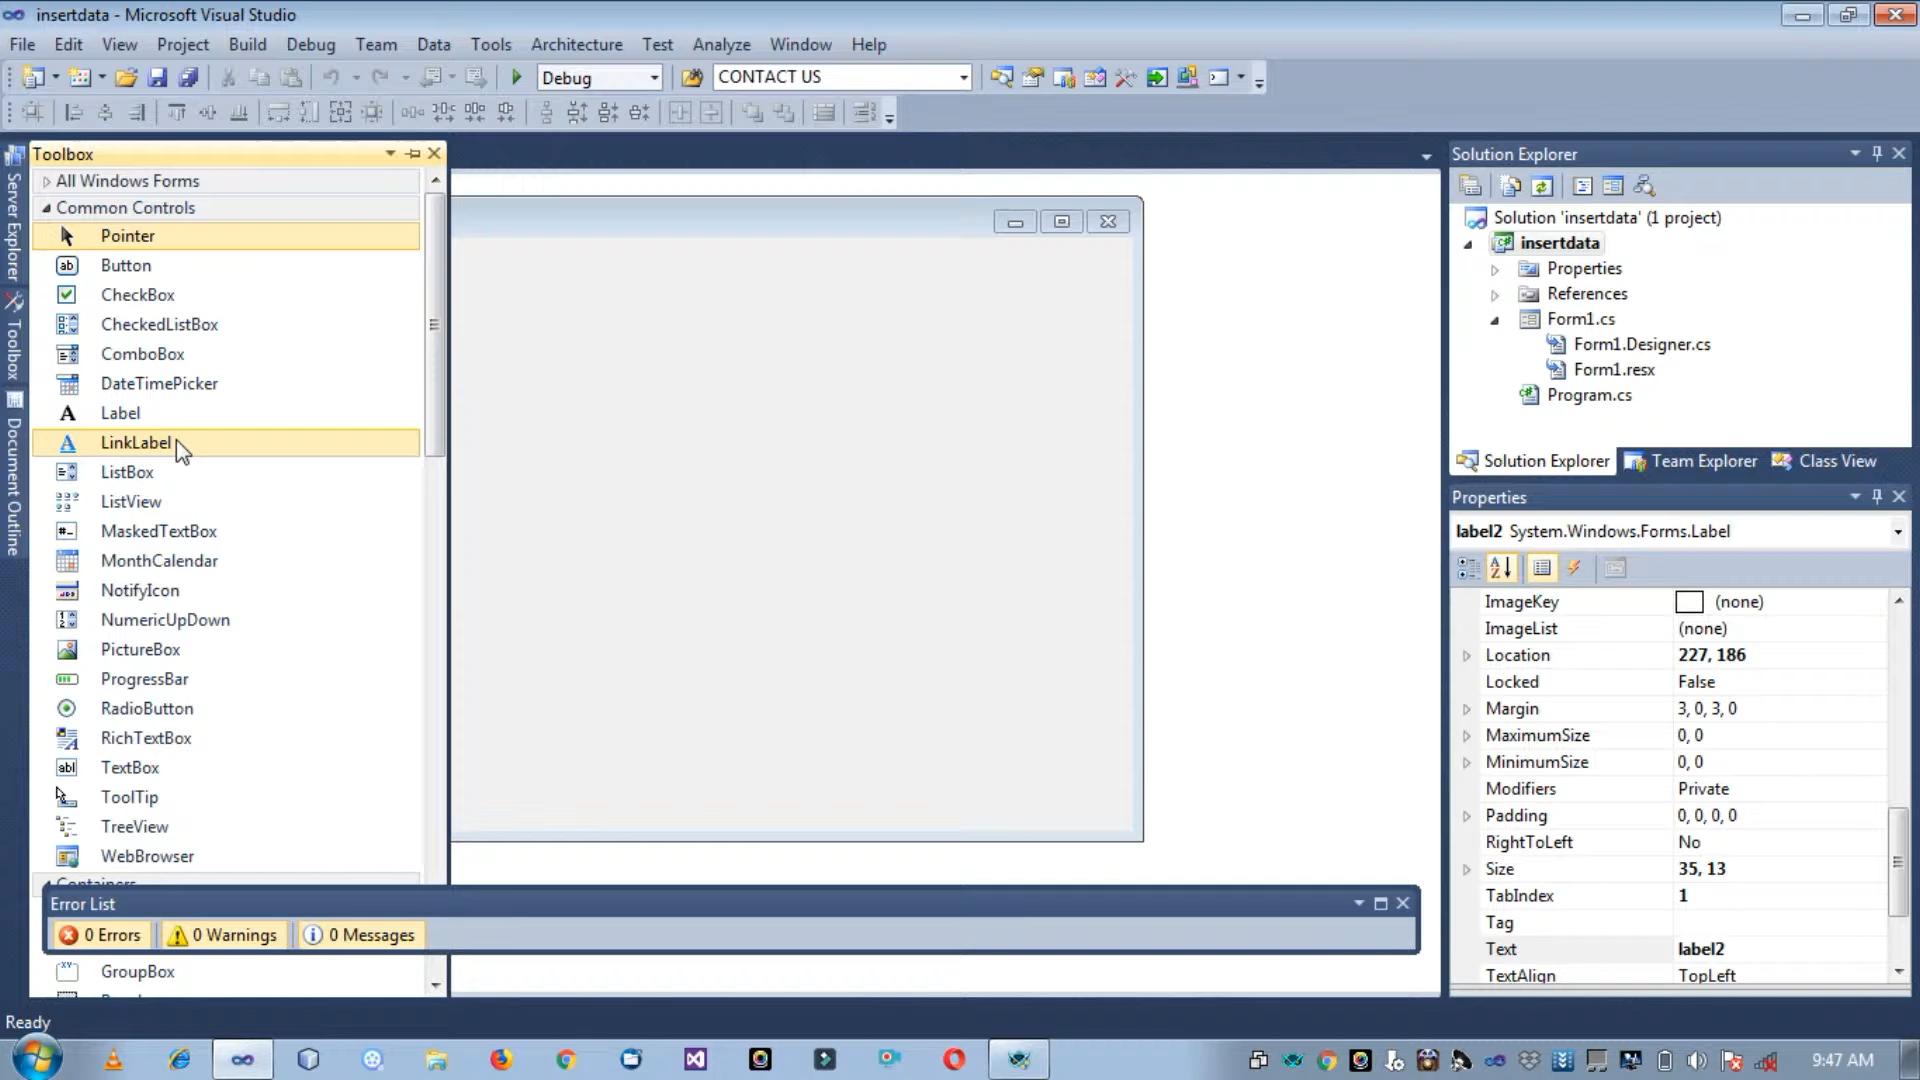 insertdata - Microsoft Visual Studio
File Edit View Project Build Debug Team Data Tools Architecture Test Analyze Window Help
Debug CONTACT US
Server Explorer
Toolbox
Document Outline
Toolbox
All Windows Forms
Common Controls
Pointer
Button
CheckBox
CheckedListBox
ComboBox
DateTimePicker
Label
LinkLabel
ListBox
ListView
MaskedTextBox
MonthCalendar
NotifyIcon
NumericUpDown
PictureBox
ProgressBar
RadioButton
RichTextBox
TextBox
ToolTip
TreeView
WebBrowser
Containers
Error List
0 Errors 0 Warnings 0 Messages
GroupBox
Solution Explorer
Solution 'insertdata' (1 project)
insertdata
Properties
References
Form1.cs
Form1.Designer.cs
Form1.resx
Program.cs
Solution Explorer Team Explorer Class View
Properties
label2 System.Windows.Forms.Label
ImageKey (none)
ImageList (none)
Location 227, 186
Locked False
Margin 3, 0, 3, 0
MaximumSize 0, 0
MinimumSize 0, 0
Modifiers Private
Padding 0, 0, 0, 0
RightToLeft No
Size 35, 13
TabIndex 1
Tag
Text label2
TextAlign TopLeft
Ready
9:47 AM